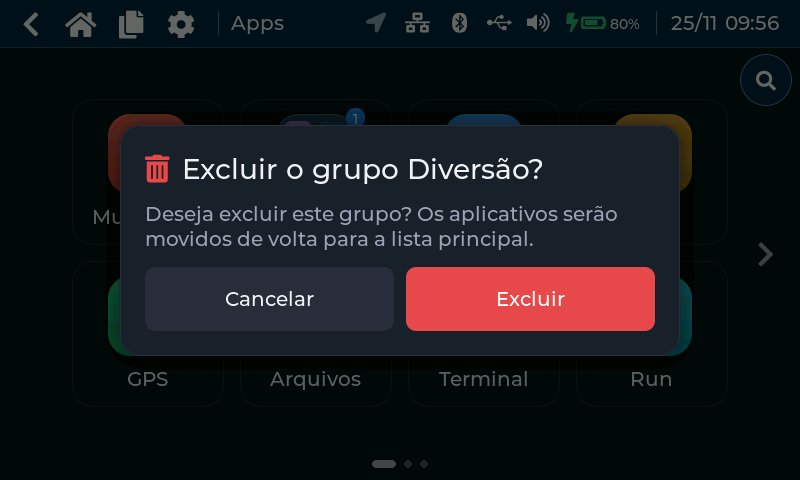 Apps
80%
25/11 09:56
1
Excluir o grupo Diversão?
Mu
Deseja excluir este grupo? Os aplicativos serão
movidos de volta para a lista principal.
Cancelar
Excluir
GPS
Arquivos
Terminal
Run